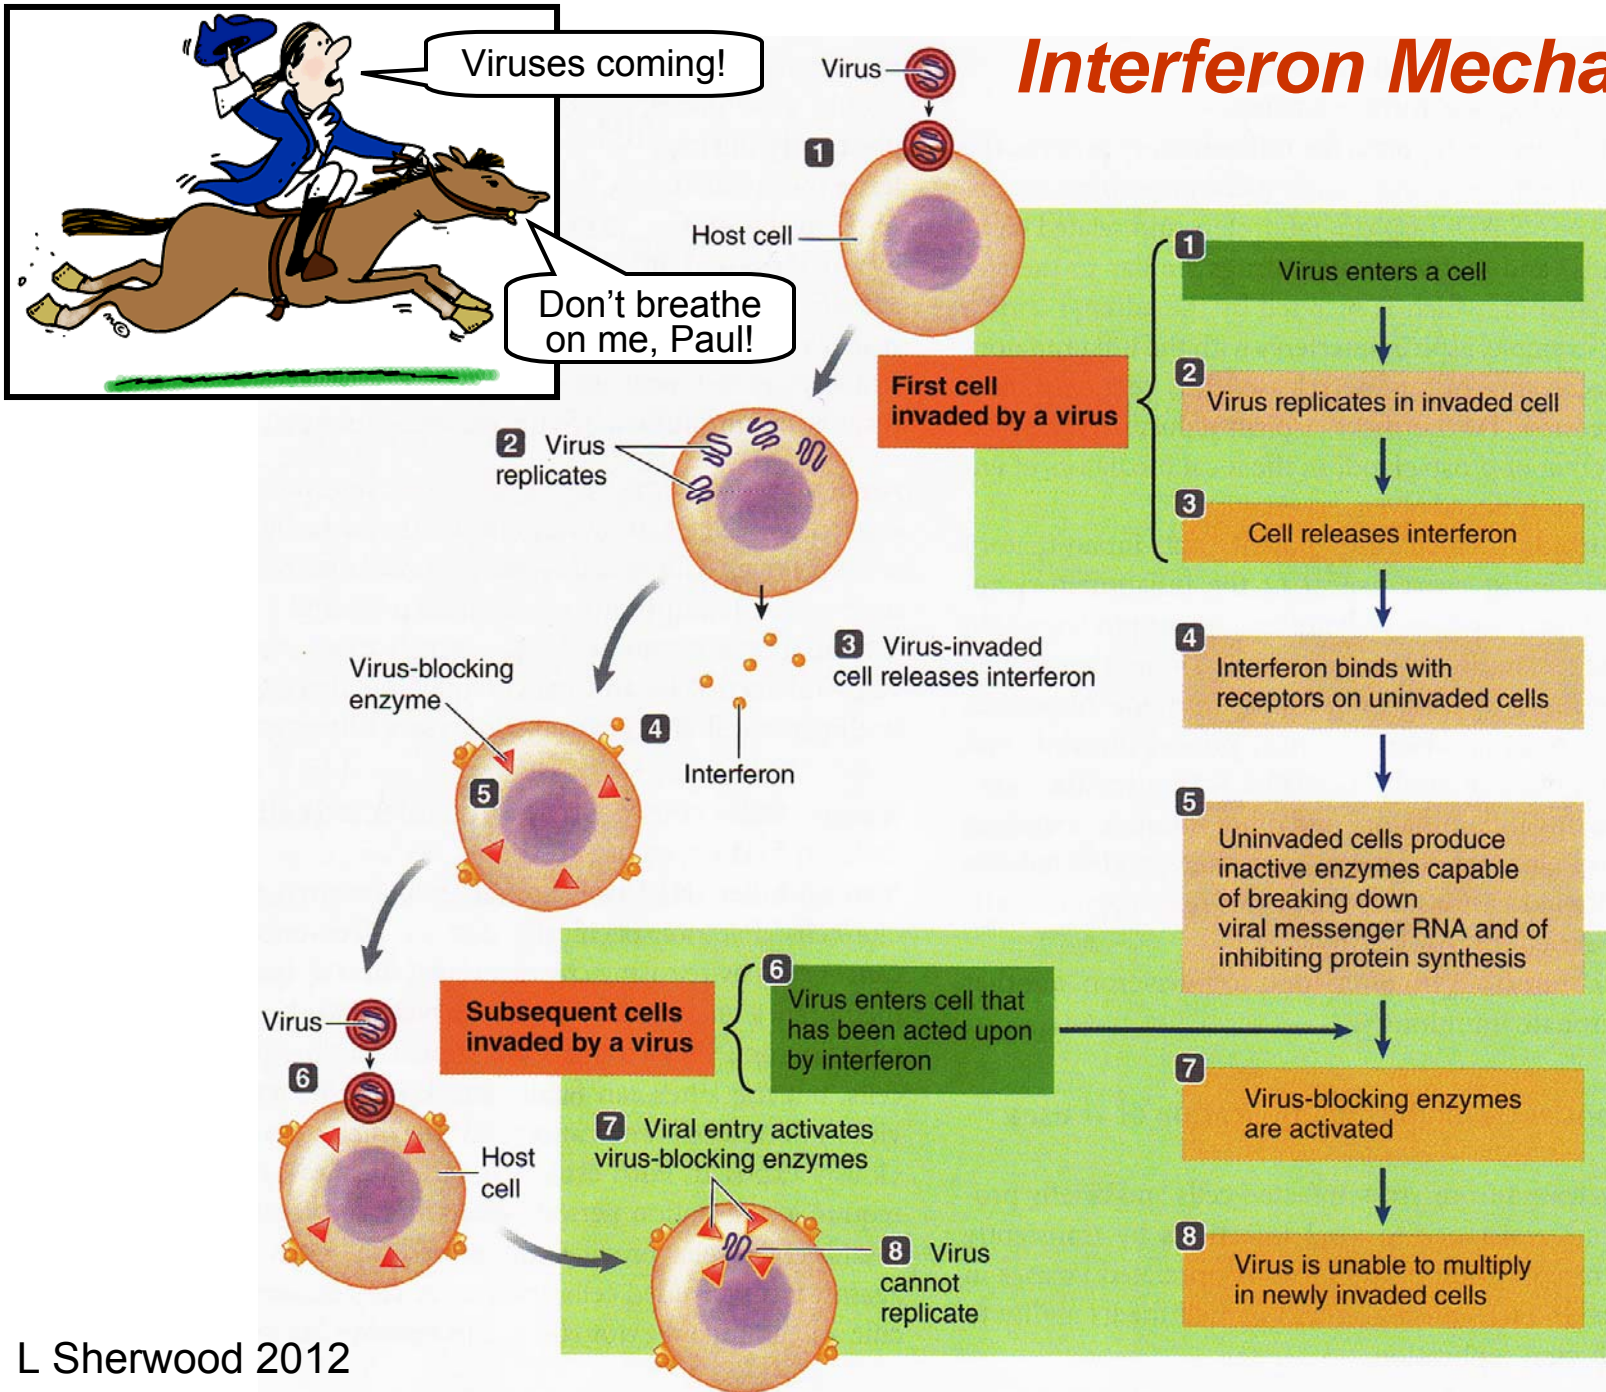 Viruses coming!
Don't breathe
on me, Paul!
Interferon Mecha
Virus
1
Host cell
2 Virus
replicates
3 Virus-invaded
cell releases interferon
Virus-blocking
enzyme
4
Interferon
5
Virus
6
Host
cell
7 Viral entry activates
virus-blocking enzymes
8 Virus
cannot
replicate
First cell
invaded by a virus
1
Virus enters a cell
2
Virus replicates in invaded cell
3
Cell releases interferon
4
Interferon binds with
receptors on uninvaded cells
5
Uninvaded cells produce
inactive enzymes capable
of breaking down
viral messenger RNA and of
inhibiting protein synthesis
Subsequent cells
invaded by a virus
6
Virus enters cell that
has been acted upon
by interferon
7
Virus-blocking enzymes
are activated
8
Virus is unable to multiply
in newly invaded cells
L Sherwood 2012